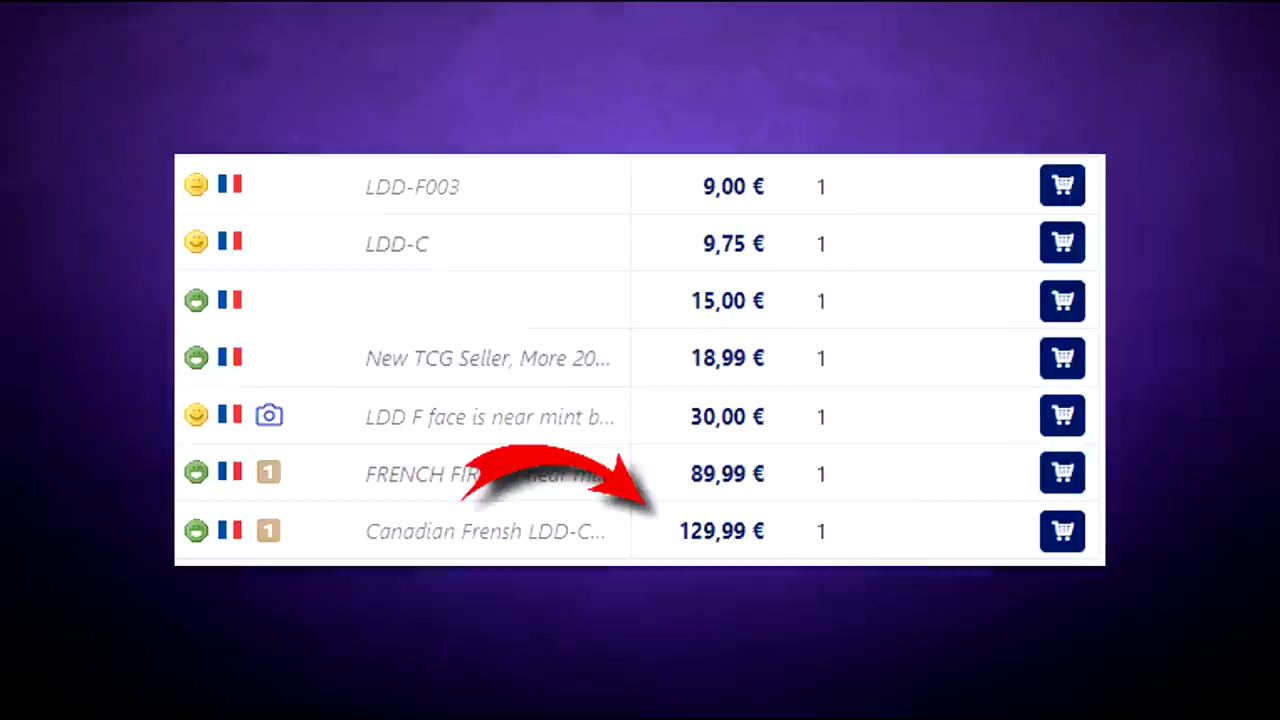 LDD-F003 9,00 € 1
LDD-C 9,75 € 1
15,00 € 1
New TCG Seller, More 20... 18,99 € 1
LDD F face is near mint b... 30,00 € 1
1 FRENCH near 89,99 € 1
1 Canadian Frensh LDD-C... 129,99 € 1